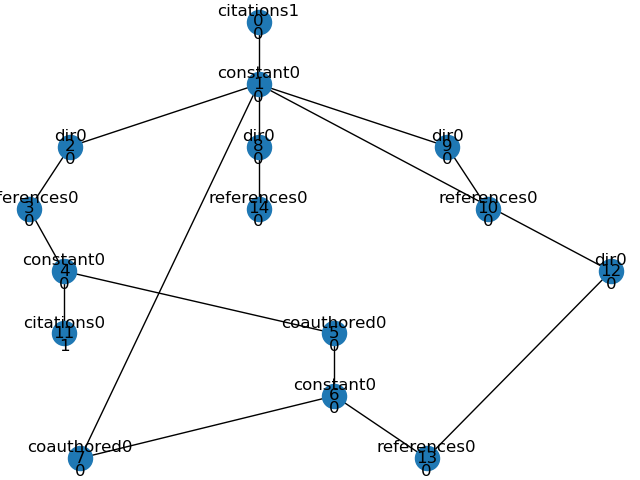 citations1
0
0
constant0
1
0
dir0
2
0
dir0
8
0
dir0
9
0
ferences0
3
0
references0
14
0
references0
10
0
constant0
4
0
dir0
12
0
citations0
11
1
coauthored0
5
0
constant0
6
0
coauthored0
7
0
references0
13
0